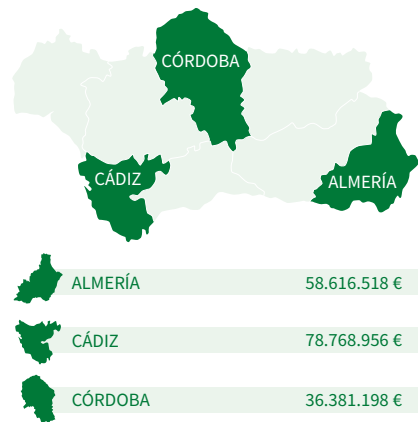 CÓRDOBA
CÁDIZ
ALMERÍA
ALMERÍA 58.616.518 €
CÁDIZ 78.768.956 €
CÓRDOBA 36.381.198 €